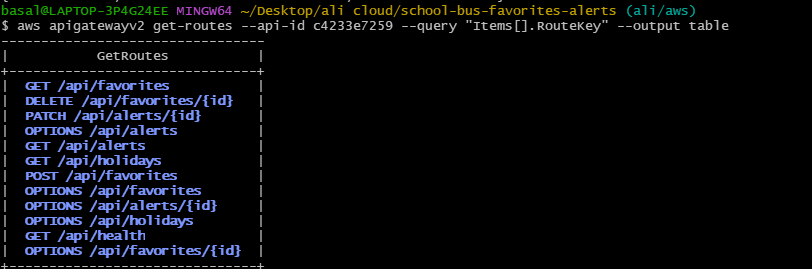 basal@LAPTOP-3P4G24EE MINGW64 ~/Desktop/ali cloud/school-bus-favorites-alerts (ali/aws)
$ aws apigatewayv2 get-routes --api-id c4233e7259 --query "Items[].RouteKey" --output table
-------------------------------
|          GetRoutes          |
+-----------------------------+
|  GET /api/favorites         |
|  DELETE /api/favorites/{id} |
|  PATCH /api/alerts/{id}     |
|  OPTIONS /api/alerts        |
|  GET /api/alerts            |
|  GET /api/holidays          |
|  POST /api/favorites        |
|  OPTIONS /api/favorites     |
|  OPTIONS /api/alerts/{id}   |
|  OPTIONS /api/holidays      |
|  GET /api/health            |
|  OPTIONS /api/favorites/{id}  |
+-----------------------------+